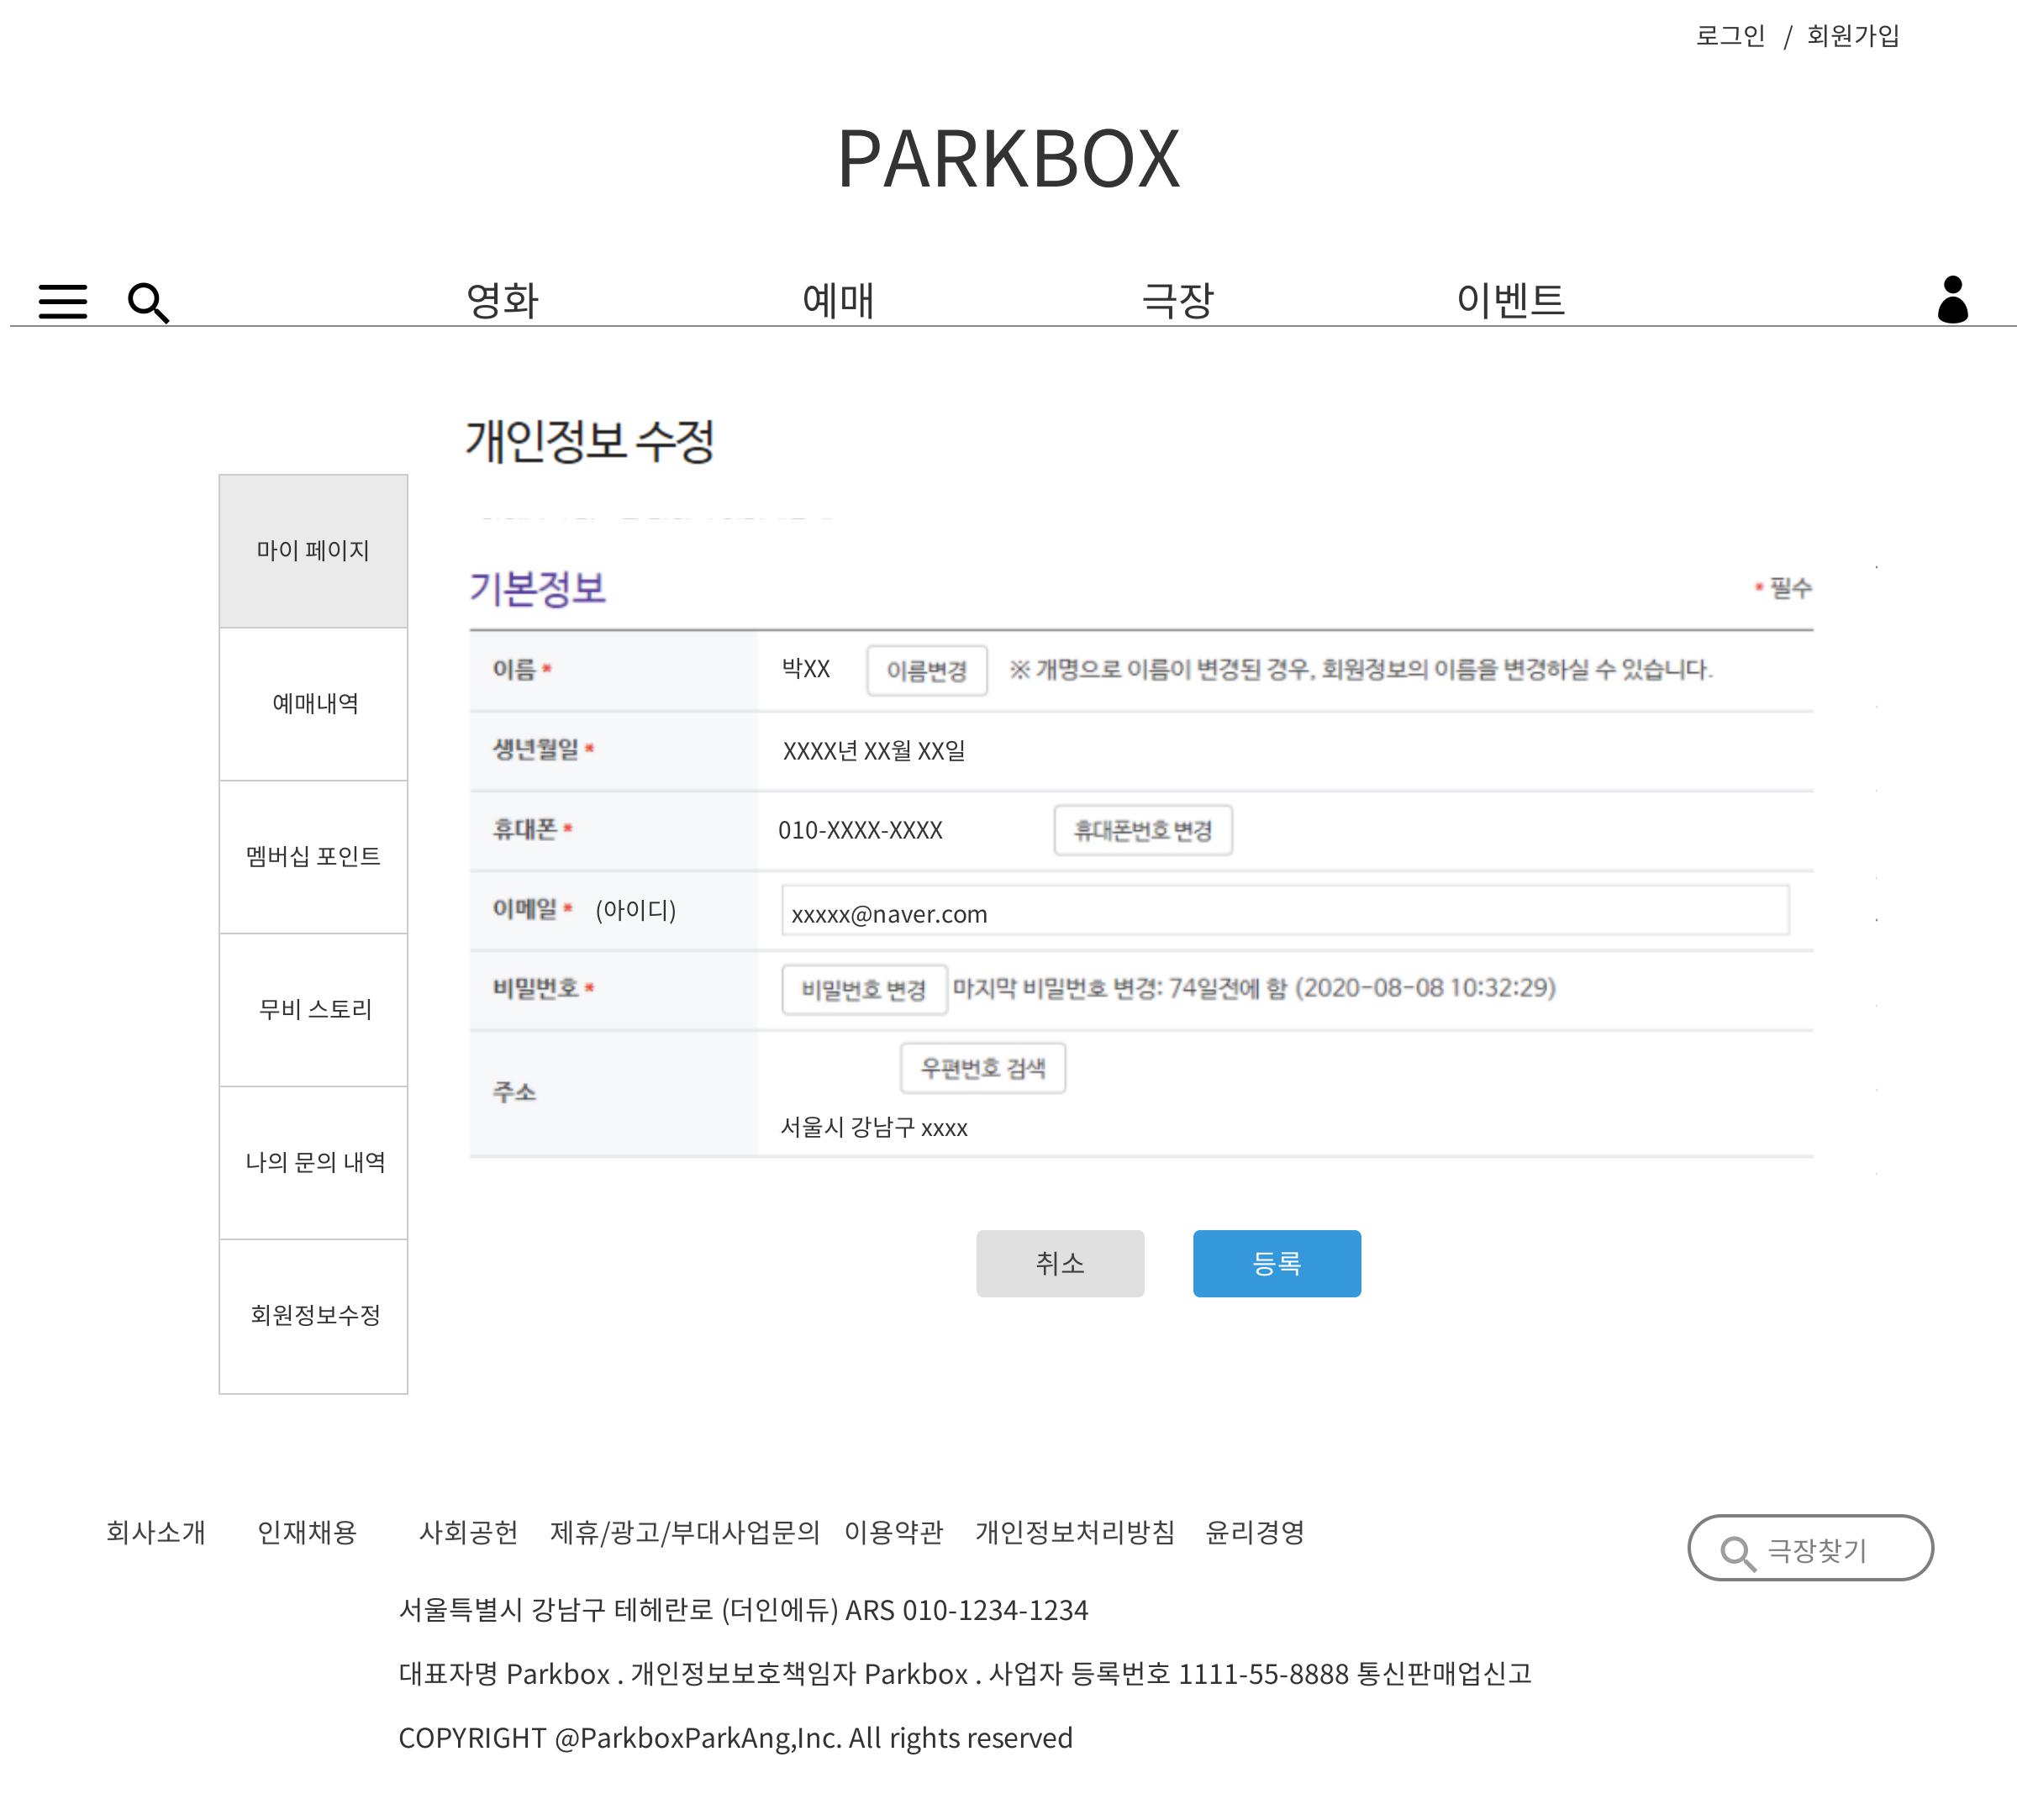 로그인 / 회원가입
PARKBOX
영화 예매 극장 이벤트
개인정보 수정
마이 페이지
예매내역
멤버십 포인트
무비 스토리
나의 문의 내역
회원정보수정
기본정보 * 필수
이름 * 박XX 이름변경 ※ 개명으로 이름이 변경된 경우, 회원정보의 이름을 변경하실 수 있습니다.
생년월일 * XXXX년 XX월 XX일
휴대폰 * 010-XXXX-XXXX 휴대폰번호 변경
이메일 * (아이디) xxxxx@naver.com
비밀번호 * 비밀번호 변경 마지막 비밀번호 변경: 74일전에 함 (2020-08-08 10:32:29)
우편번호 검색
주소
서울시 강남구 xxxx
취소 등록
회사소개 인재채용 사회공헌 제휴/광고/부대사업문의 이용약관 개인정보처리방침 윤리경영
극장찾기
서울특별시 강남구 테헤란로 (더인에듀) ARS 010-1234-1234
대표자명 Parkbox . 개인정보보호책임자 Parkbox . 사업자 등록번호 1111-55-8888 통신판매업신고
COPYRIGHT @ParkboxParkAng,Inc. All rights reserved